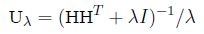 U_λ = (HH^T + λI)^{-1}/λ